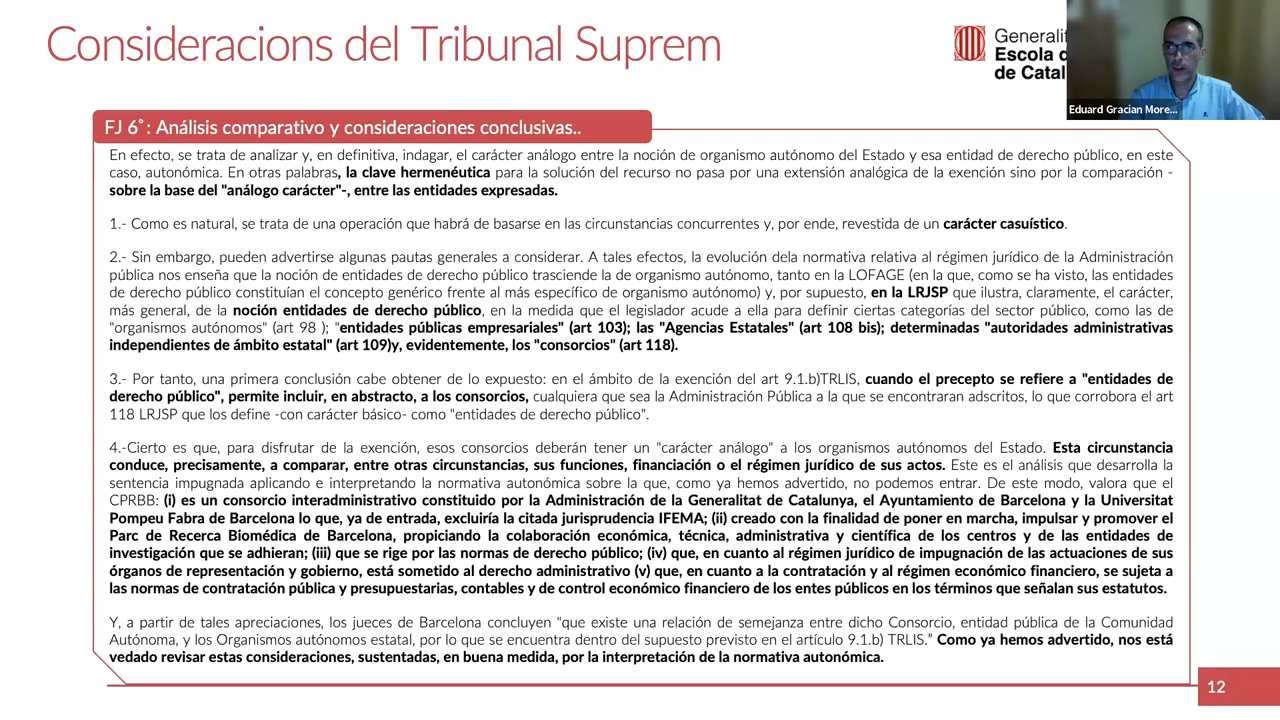 Consideracions del Tribunal Suprem
Generalit
Escola d
de Catal
Eduard Gracian More...
FJ 6°: Análisis comparativo y consideraciones conclusivas..
En efecto, se trata de analizar y, en definitiva, indagar, el carácter análogo entre la noción de organismo autónomo del Estado y esa entidad de derecho público, en este
caso, autonómica. En otras palabras, la clave hermenéutica para la solución del recurso no pasa por una extensión analógica de la exención sino por la comparación -
sobre la base del "análogo carácter"-, entre las entidades expresadas.
1.- Como es natural, se trata de una operación que habrá de basarse en las circunstancias concurrentes y, por ende, revestida de un carácter casuístico.
2.- Sin embargo, pueden advertirse algunas pautas generales a considerar. A tales efectos, la evolución dela normativa relativa al régimen jurídico de la Administración
pública nos enseña que la noción de entidades de derecho público trasciende la de organismo autónomo, tanto en la LOFAGE (en la que, como se ha visto, las entidades
de derecho público constituían el concepto genérico frente al más específico de organismo autónomo) y, por supuesto, en la LRJSP que ilustra, claramente, el carácter,
más general, de la noción entidades de derecho público, en la medida que el legislador acude a ella para definir ciertas categorías del sector público, como las de
"organismos autónomos" (art 98 ); "entidades públicas empresariales" (art 103); las "Agencias Estatales" (art 108 bis); determinadas "autoridades administrativas
independientes de ámbito estatal" (art 109)y, evidentemente, los "consorcios" (art 118).
3.- Por tanto, una primera conclusión cabe obtener de lo expuesto: en el ámbito de la exención del art 9.1.b)TRLIS, cuando el precepto se refiere a "entidades de
derecho público", permite incluir, en abstracto, a los consorcios, cualquiera que sea la Administración Pública a la que se encontraran adscritos, lo que corrobora el art
118 LRJSP que los define -con carácter básico- como "entidades de derecho público".
4.-Cierto es que, para disfrutar de la exención, esos consorcios deberán tener un "carácter análogo" a los organismos autónomos del Estado. Esta circunstancia
conduce, precisamente, a comparar, entre otras circunstancias, sus funciones, financiación o el régimen jurídico de sus actos. Este es el análisis que desarrolla la
sentencia impugnada aplicando e interpretando la normativa autonómica sobre la que, como ya hemos advertido, no podemos entrar. De este modo, valora que el
CPRBB: (i) es un consorcio interadministrativo constituido por la Administración de la Generalitat de Catalunya, el Ayuntamiento de Barcelona y la Universitat
Pompeu Fabra de Barcelona lo que, ya de entrada, excluiría la citada jurisprudencia IFEMA; (ii) creado con la finalidad de poner en marcha, impulsar y promover el
Parc de Recerca Biomédica de Barcelona, propiciando la colaboración económica, técnica, administrativa y científica de los centros y de las entidades de
investigación que se adhieran; (iii) que se rige por las normas de derecho público; (iv) que, en cuanto al régimen jurídico de impugnación de las actuaciones de sus
órganos de representación y gobierno, está sometido al derecho administrativo (v) que, en cuanto a la contratación y al régimen económico financiero, se sujeta a
las normas de contratación pública y presupuestarias, contables y de control económico financiero de los entes públicos en los términos que señalan sus estatutos.
Y, a partir de tales apreciaciones, los jueces de Barcelona concluyen "que existe una relación de semejanza entre dicho Consorcio, entidad pública de la Comunidad
Autónoma, y los Organismos autónomos estatal, por lo que se encuentra dentro del supuesto previsto en el artículo 9.1.b) TRLIS." Como ya hemos advertido, nos está
vedado revisar estas consideraciones, sustentadas, en buena medida, por la interpretación de la normativa autonómica.
12